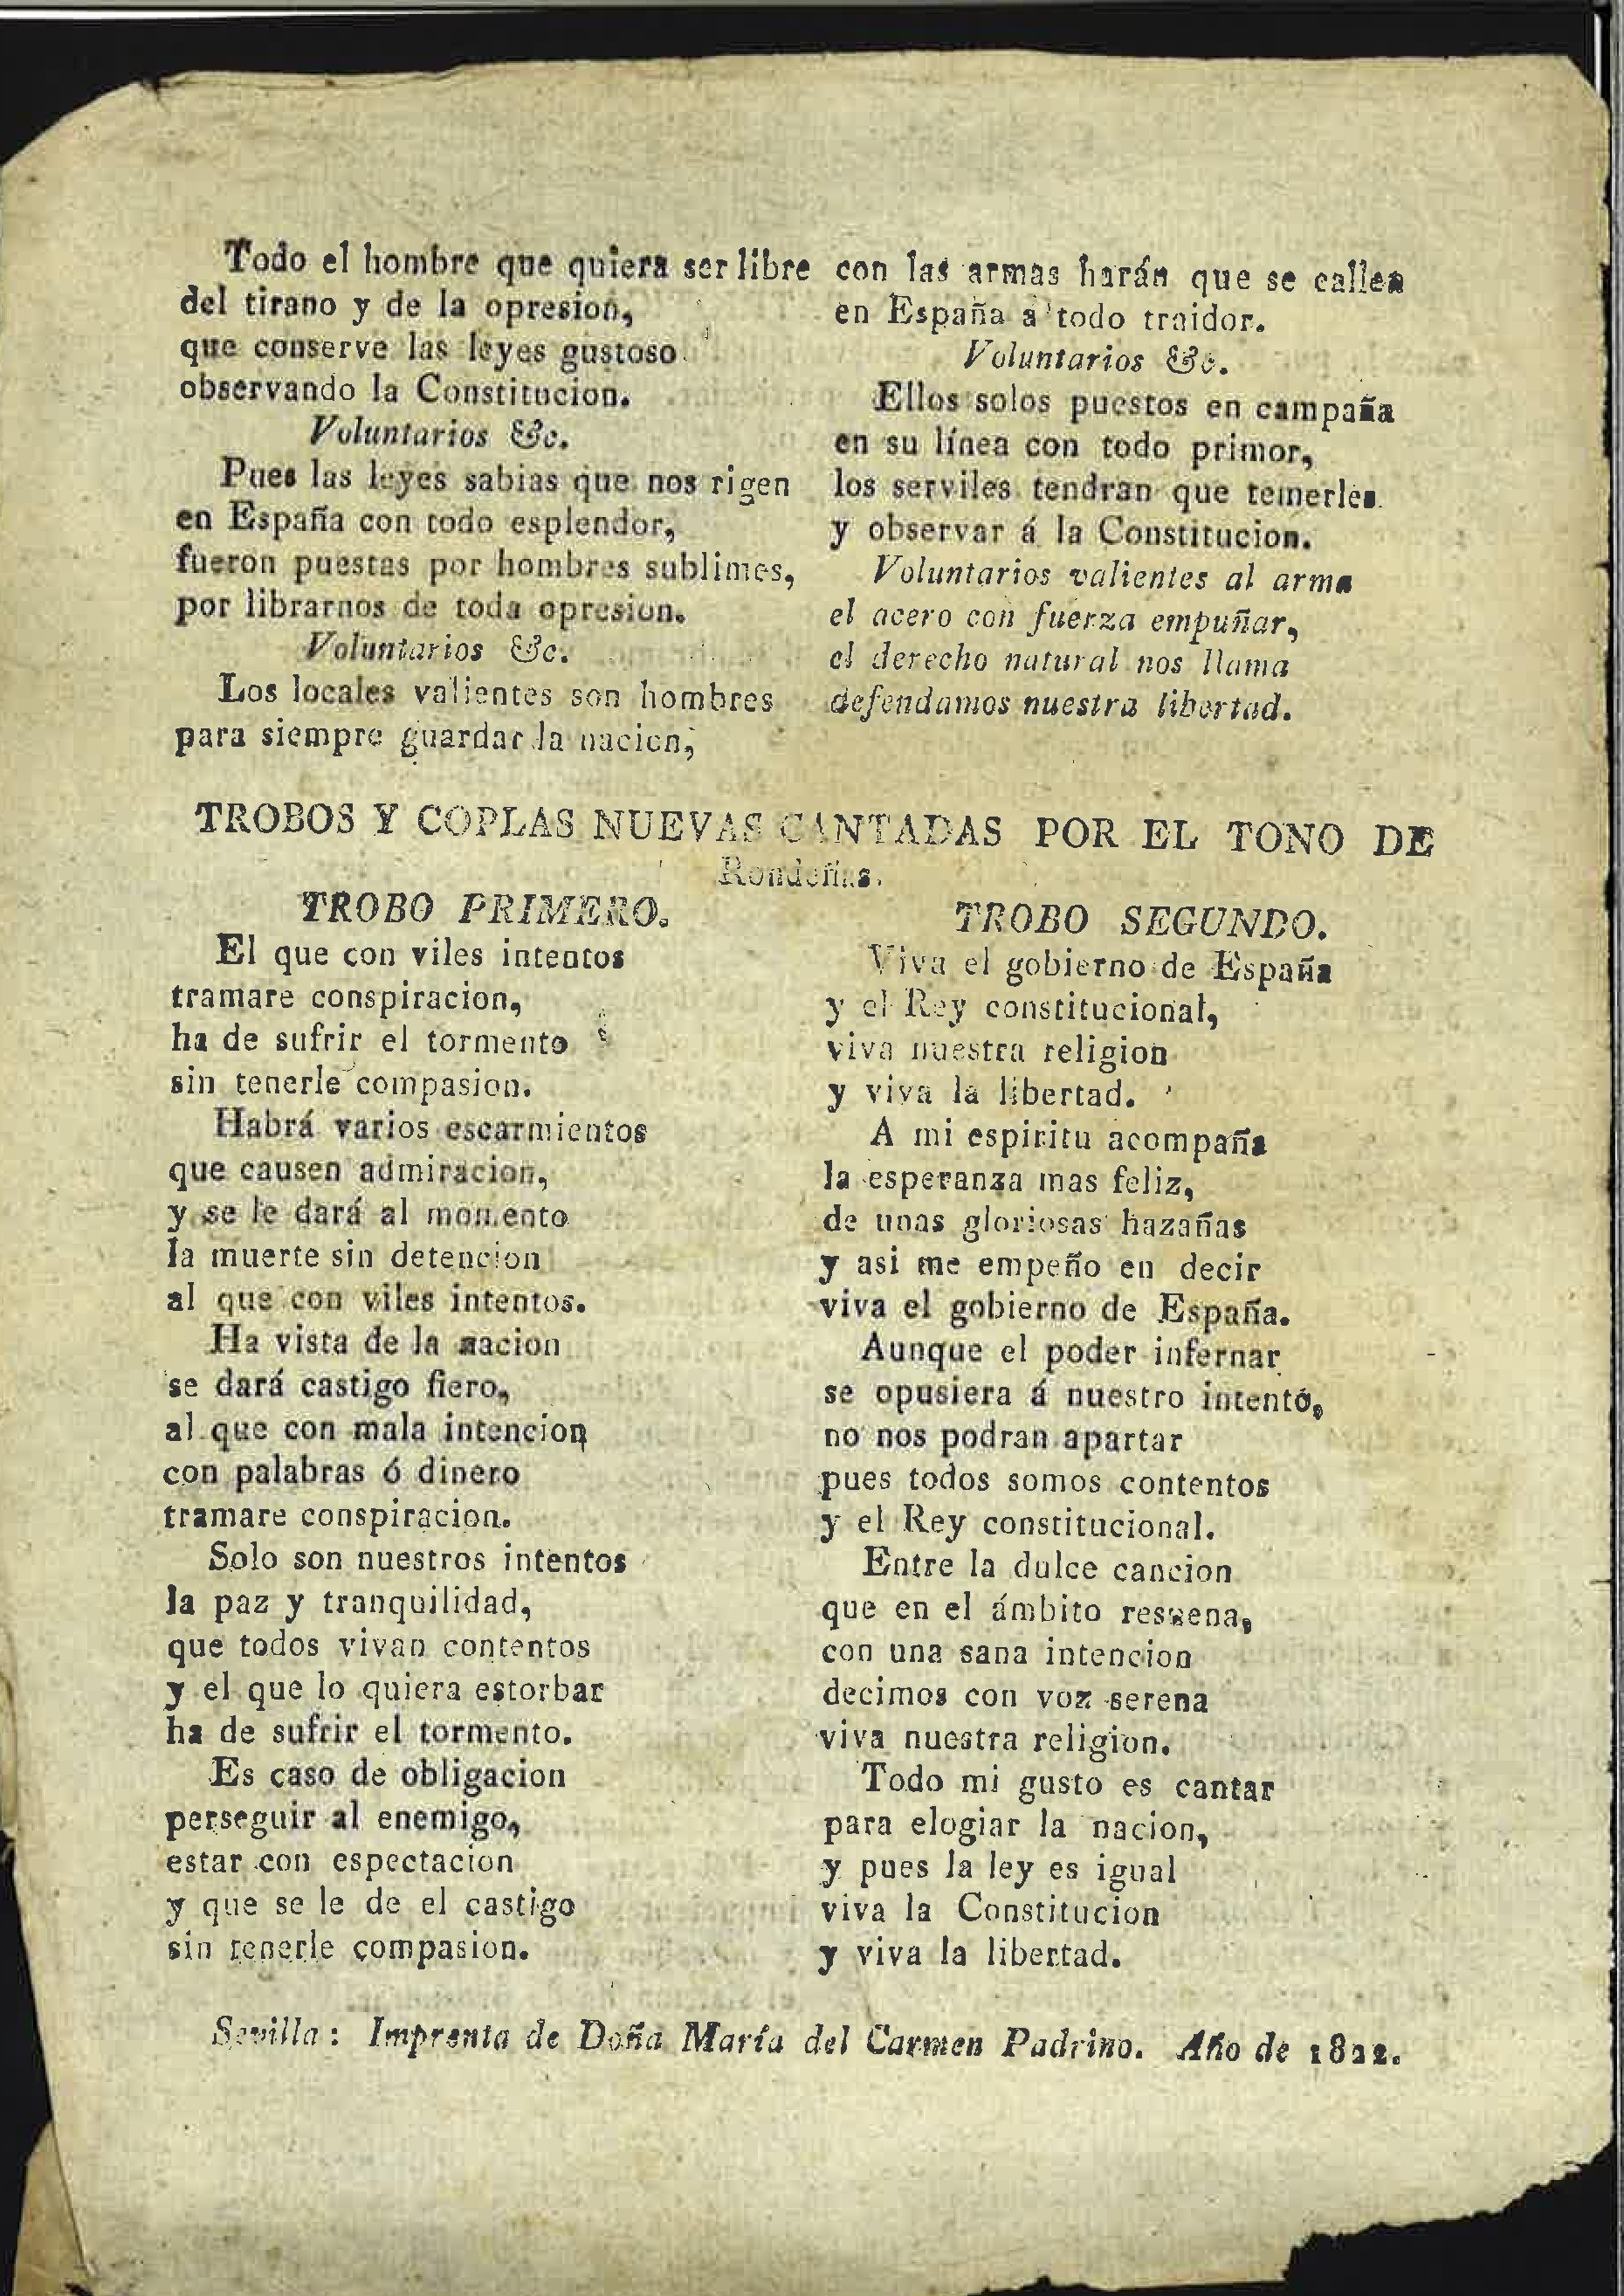 Todo el hombre que quiera ser libre
del tirano y de la opresion,
que conserve las leyes gustoso
observando la Constitucion.
Voluntarios &c.
Pues las leyes sabias que nos rigen
en España con todo esplendor,
fueron puestas por hombres sublimes,
por librarnos de toda opresion.
Voluntarios &c.
Los locales valientes son hombres
para siempre guardar la nacion,
con las armas harán que se callen
en España a todo traidor.
Voluntarios &c.
Ellos solos puestos en campaña
en su línea con todo primor,
los serviles tendran que temerles
y observar á la Constitucion.
Voluntarios valientes al arma
el acero con fuerza empuñar,
el derecho natural nos llama
defendamos nuestra libertad.
TROBOS Y COPLAS NUEVAS CANTADAS POR EL TONO DE
Rondeñas.
TROBO PRIMERO.
El que con viles intentos
tramare conspiracion,
ha de sufrir el tormento
sin tenerle compasion.
Habrá varios escarmientos
que causen admiracion,
y se le dará al momento
la muerte sin detencion
al que con viles intentos.
Ha vista de la nacion
se dará castigo fiero,
al que con mala intencion
con palabras ó dinero
tramare conspiracion.
Solo son nuestros intentos
la paz y tranquilidad,
que todos vivan contentos
y el que lo quiera estorbar
ha de sufrir el tormento.
Es caso de obligacion
perseguir al enemigo,
estar con espectacion
y que se le de el castigo
sin tenerle compasion.
TROBO SEGUNDO.
Viva el gobierno de España
y el Rey constitucional,
viva nuestra religion
y viva la libertad.
A mi espiritu acompaña
la esperanza mas feliz,
de unas gloriosas hazañas
y asi me empeño en decir
viva el gobierno de España.
Aunque el poder infernar
se opusiera á nuestro intento,
no nos podran apartar
pues todos somos contentos
y el Rey constitucional.
Entre la dulce cancion
que en el ámbito resuena,
con una sana intencion
decimos con voz serena
viva nuestra religion.
Todo mi gusto es cantar
para elogiar la nacion,
y pues la ley es igual
viva la Constitucion
y viva la libertad.
Sevilla: Imprenta de Doña María del Carmen Padrino. Año de 1822.